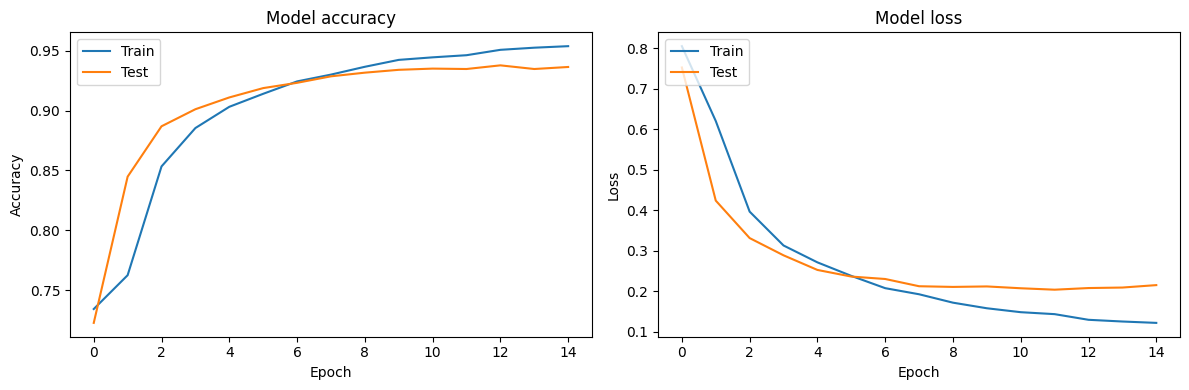 Model accuracy
Train
Test
0.95
0.90
0.85
0.80
0.75
Accuracy
0 2 4 6 8 10 12 14
Epoch
Model loss
Train
Test
0.8
0.7
0.6
0.5
0.4
0.3
0.2
0.1
Loss
0 2 4 6 8 10 12 14
Epoch